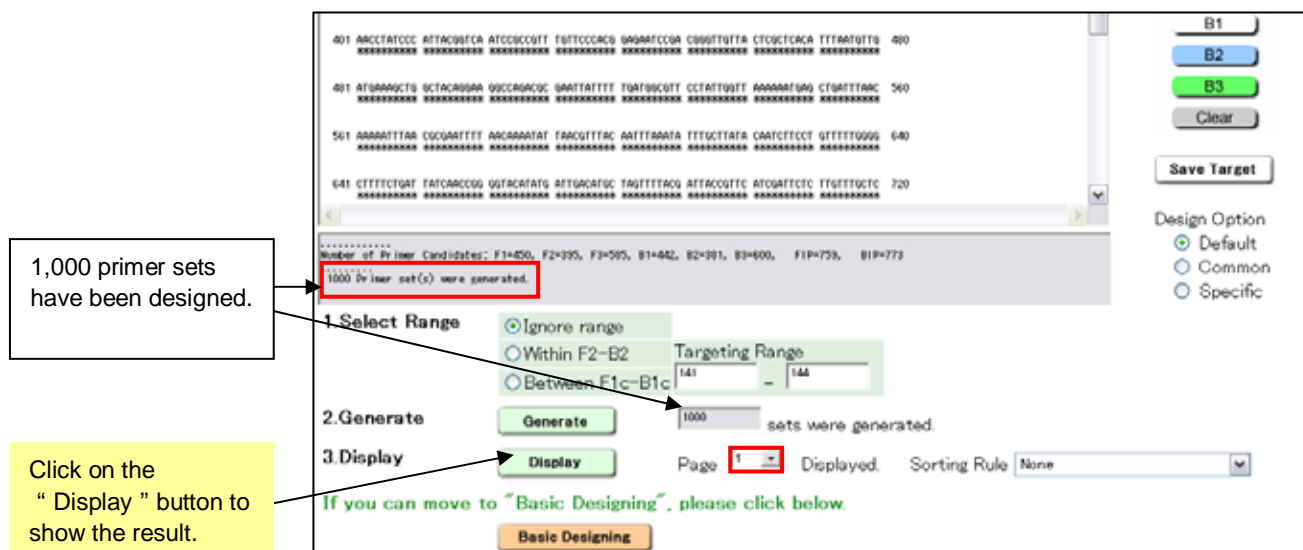 B1
401 AACCTATCCC ATTACGGTCA ATCCGCCGTT TGTTCCCACG GAGAATCCGA CGGGTTGTTA CTCGCTCACA TTTAATGTTG 480
B2
481 ATGAAAGCTG GCTACAGGAA GGCCAGACGC GAATTATTTT TGATGGCGTT CCTATTGGTT AAAAAATGAG CTGATTTAAC 560
B3
Clear
561 AAAAATTTAA CGCGAATTTT AACAAAATAT TAACGTTTAC AATTTAAATA TTTGCTTATA CAATCTTCCT GTTTTTGGGG 640
Save Target
641 CTTTTCTGAT TATCAACCGG GGTACATATG ATTGACATGC TAGTTTTACG ATTACCGTTC ATCGATTCTC TTGTTTGCTC 720
Design Option
Default
Common
Specific
Number of Primer Candidates: F1=450, F2=395, F3=585, B1=442, B2=381, B3=600, FIP=759, BIP=773
1000 Primer set(s) were generated.
1,000 primer sets
have been designed.
1.Select Range
Ignore range
Within F2-B2 Targeting Range
Between F1c-B1c 141 - 144
2.Generate Generate 1000 sets were generated.
3.Display Display Page 1 Displayed. Sorting Rule None
Click on the
“ Display ” button to
show the result.
If you can move to "Basic Designing", please click below.
Basic Designing